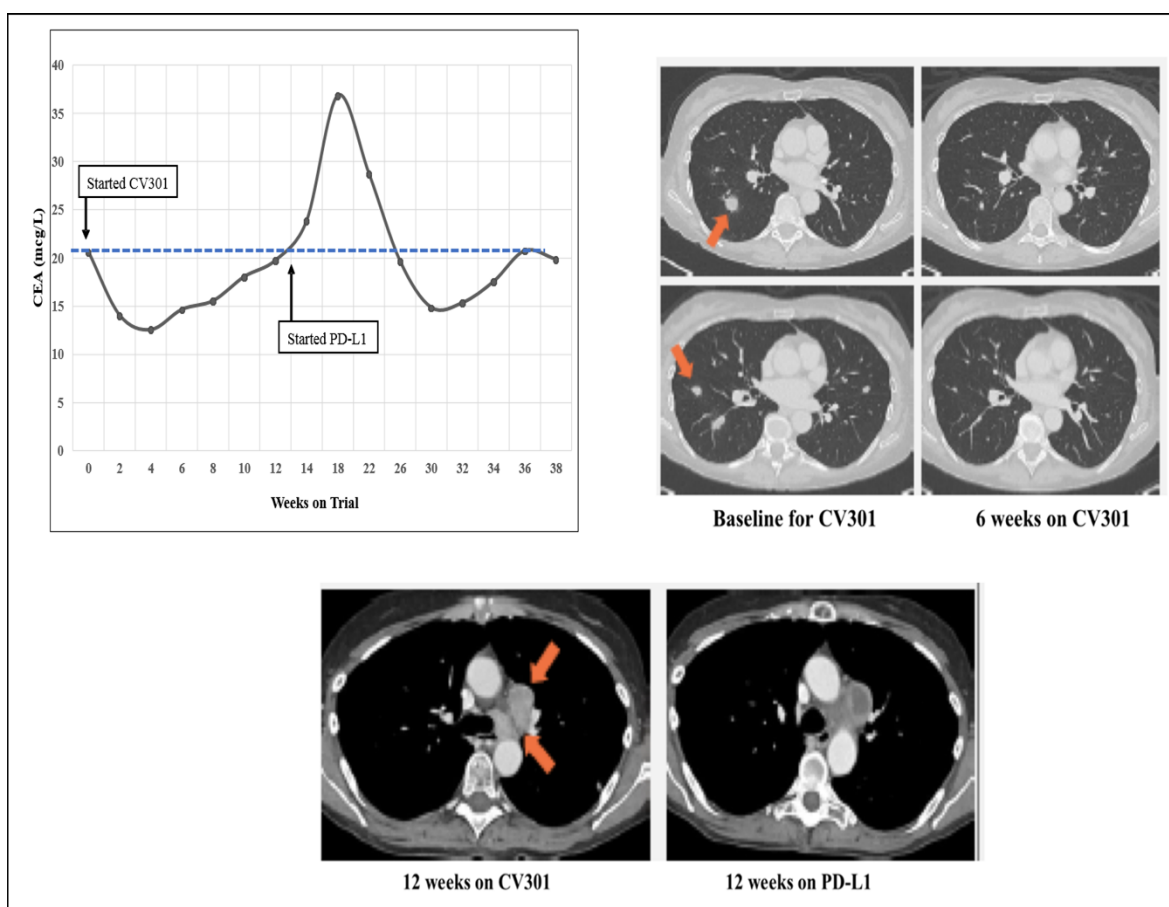 40
35
30
25
20
15
10
5
0
CEA (mcg/L)
Started CV301
Started PD-L1
0 2 4 6 8 10 12 14 18 22 26 30 32 34 36 38
Weeks on Trial
Baseline for CV301
6 weeks on CV301
12 weeks on CV301
12 weeks on PD-L1